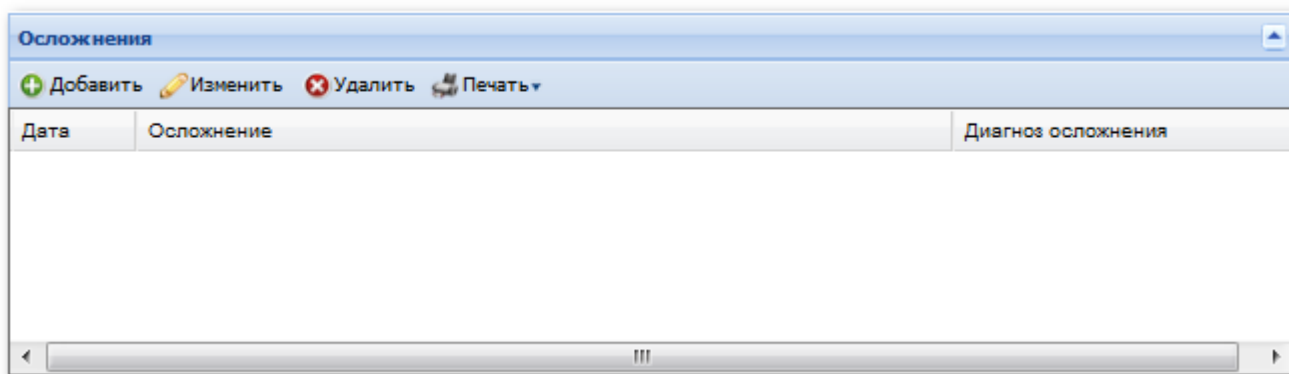 Осложнения
Добавить Изменить Удалить Печать
Дата Осложнение Диагноз осложнения